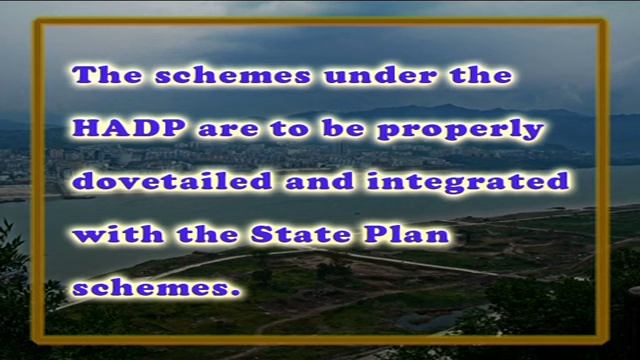 The schemes under the
HADP are to be properly
dovetailed and integrated
with the State Plan
schemes.